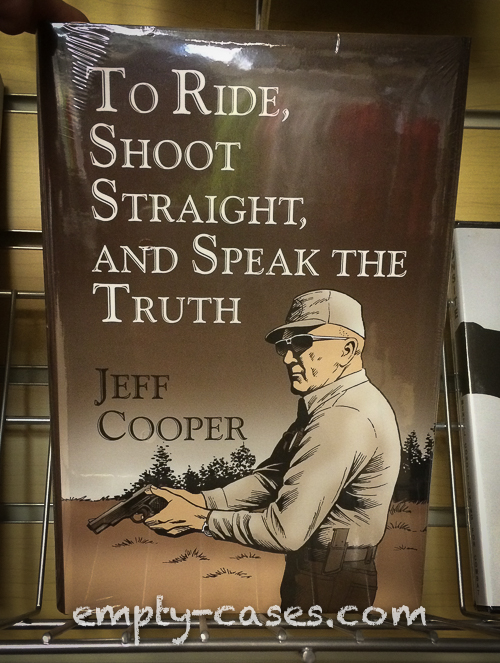 To Ride,
Shoot
Straight,
and Speak the
Truth
Jeff
Cooper
empty-cases.com